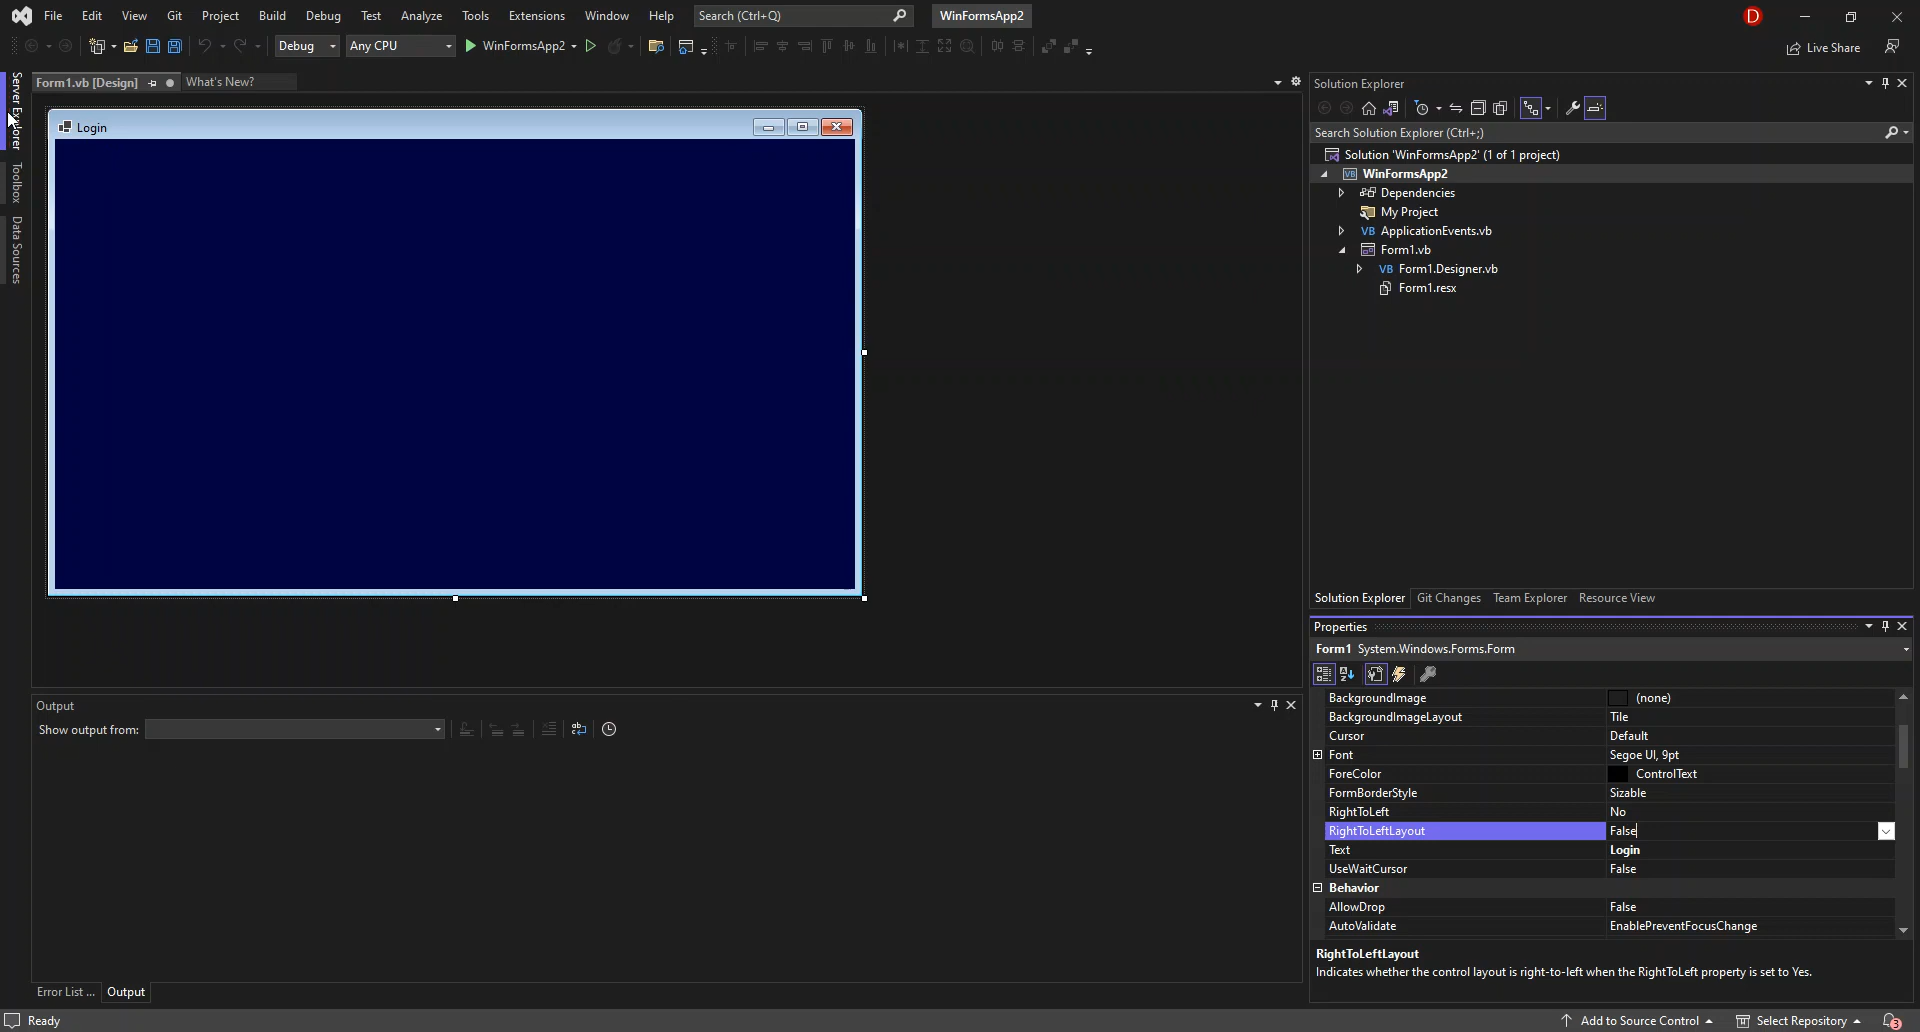 File Edit View Git Project Build Debug Test Analyze Tools Extensions Window Help Search (Ctrl+Q) WinFormsApp2 D
Debug Any CPU WinFormsApp2 Live Share
Server Explorer
Toolbox
Data Sources
Form1.vb [Design] What's New?
Login
Solution Explorer
Search Solution Explorer (Ctrl+;)
Solution 'WinFormsApp2' (1 of 1 project)
VB WinFormsApp2
Dependencies
My Project
VB ApplicationEvents.vb
Form1.vb
VB Form1.Designer.vb
Form1.resx
Solution Explorer Git Changes Team Explorer Resource View
Properties
Form1 System.Windows.Forms.Form
BackgroundImage (none)
BackgroundImageLayout Tile
Cursor Default
Font Segoe UI, 9pt
ForeColor ControlText
FormBorderStyle Sizable
RightToLeft No
RightToLeftLayout False
Text Login
UseWaitCursor False
Behavior
AllowDrop False
AutoValidate EnablePreventFocusChange
RightToLeftLayout
Indicates whether the control layout is right-to-left when the RightToLeft property is set to Yes.
Output
Show output from:
Error List ... Output
Ready Add to Source Control Select Repository 3